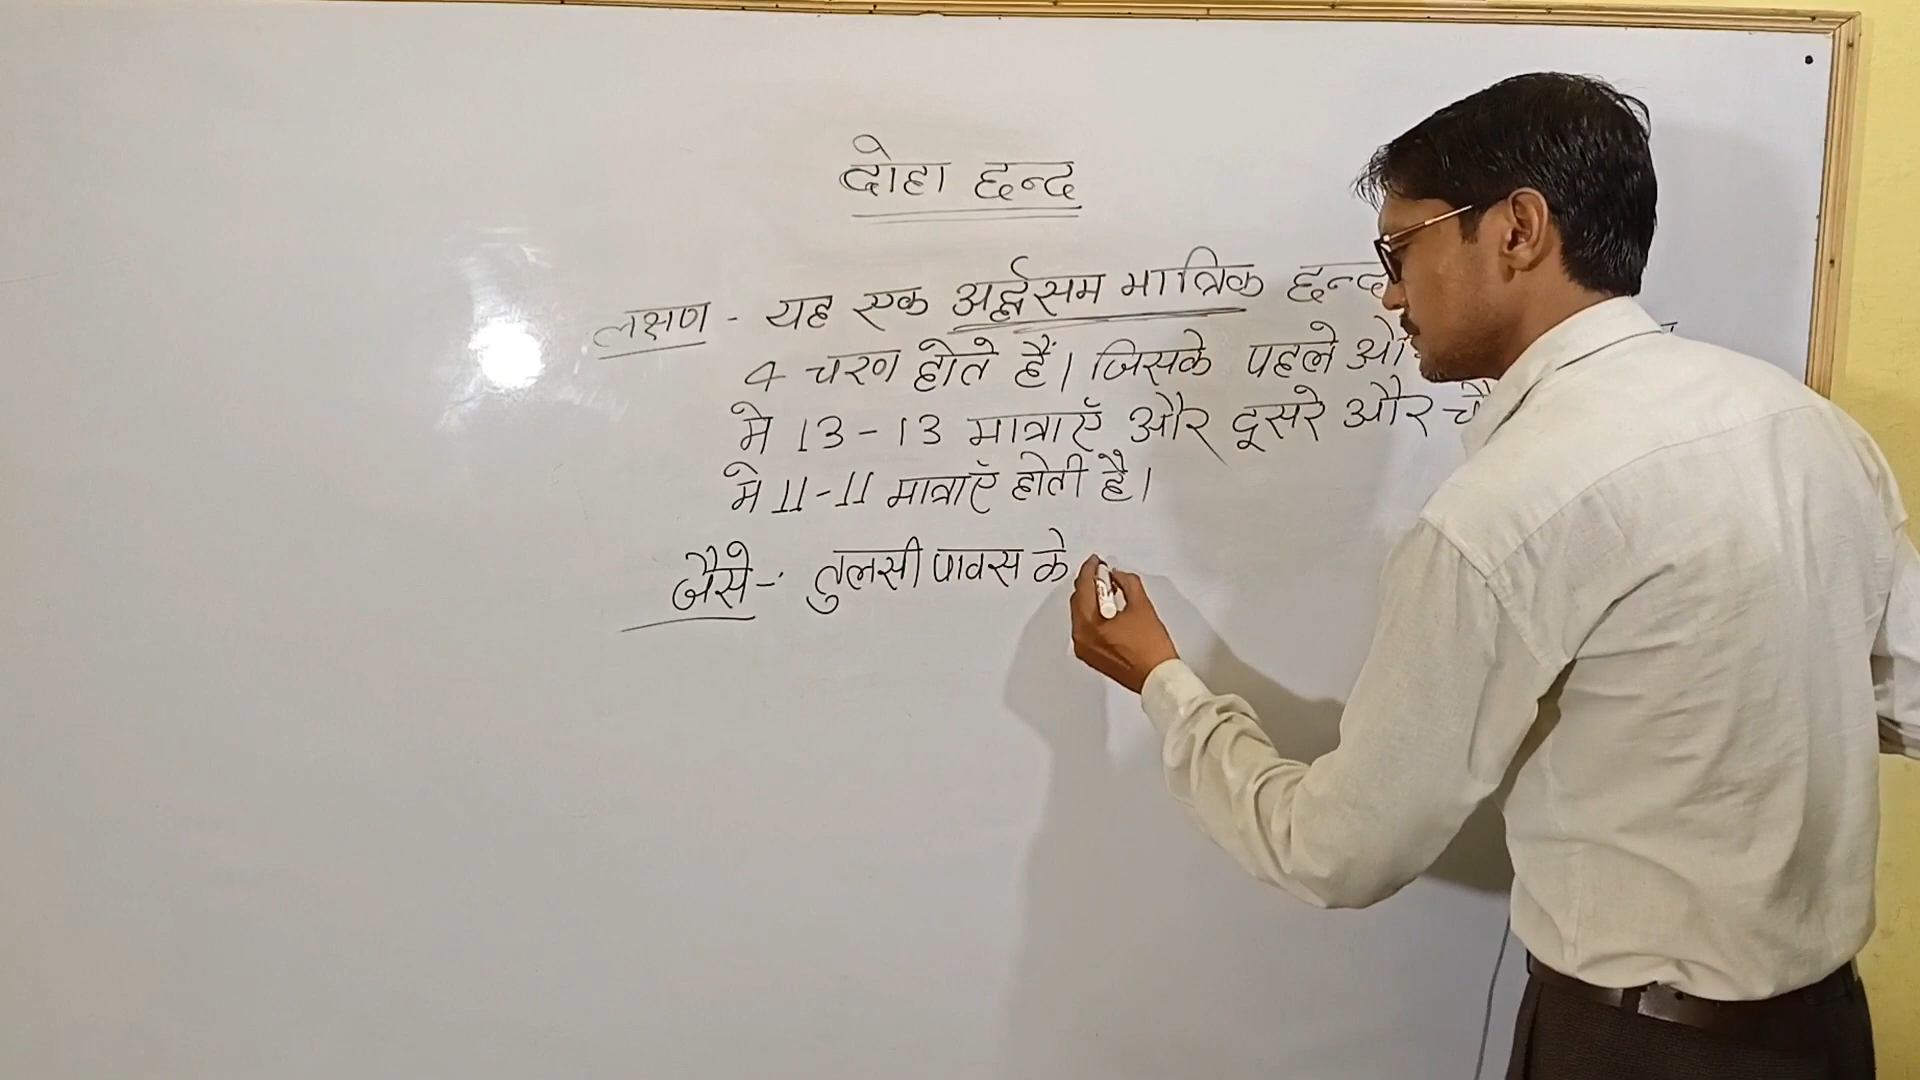 दोहा छन्द
लक्षण - यह एक अर्द्धसम मात्रिक छन्द
4 चरण होते हैं। जिसके पहले
में 13-13 मात्राएँ और दूसरे और
में 11-11 मात्राएँ होती है।
जैसे-: तुलसी पावस के